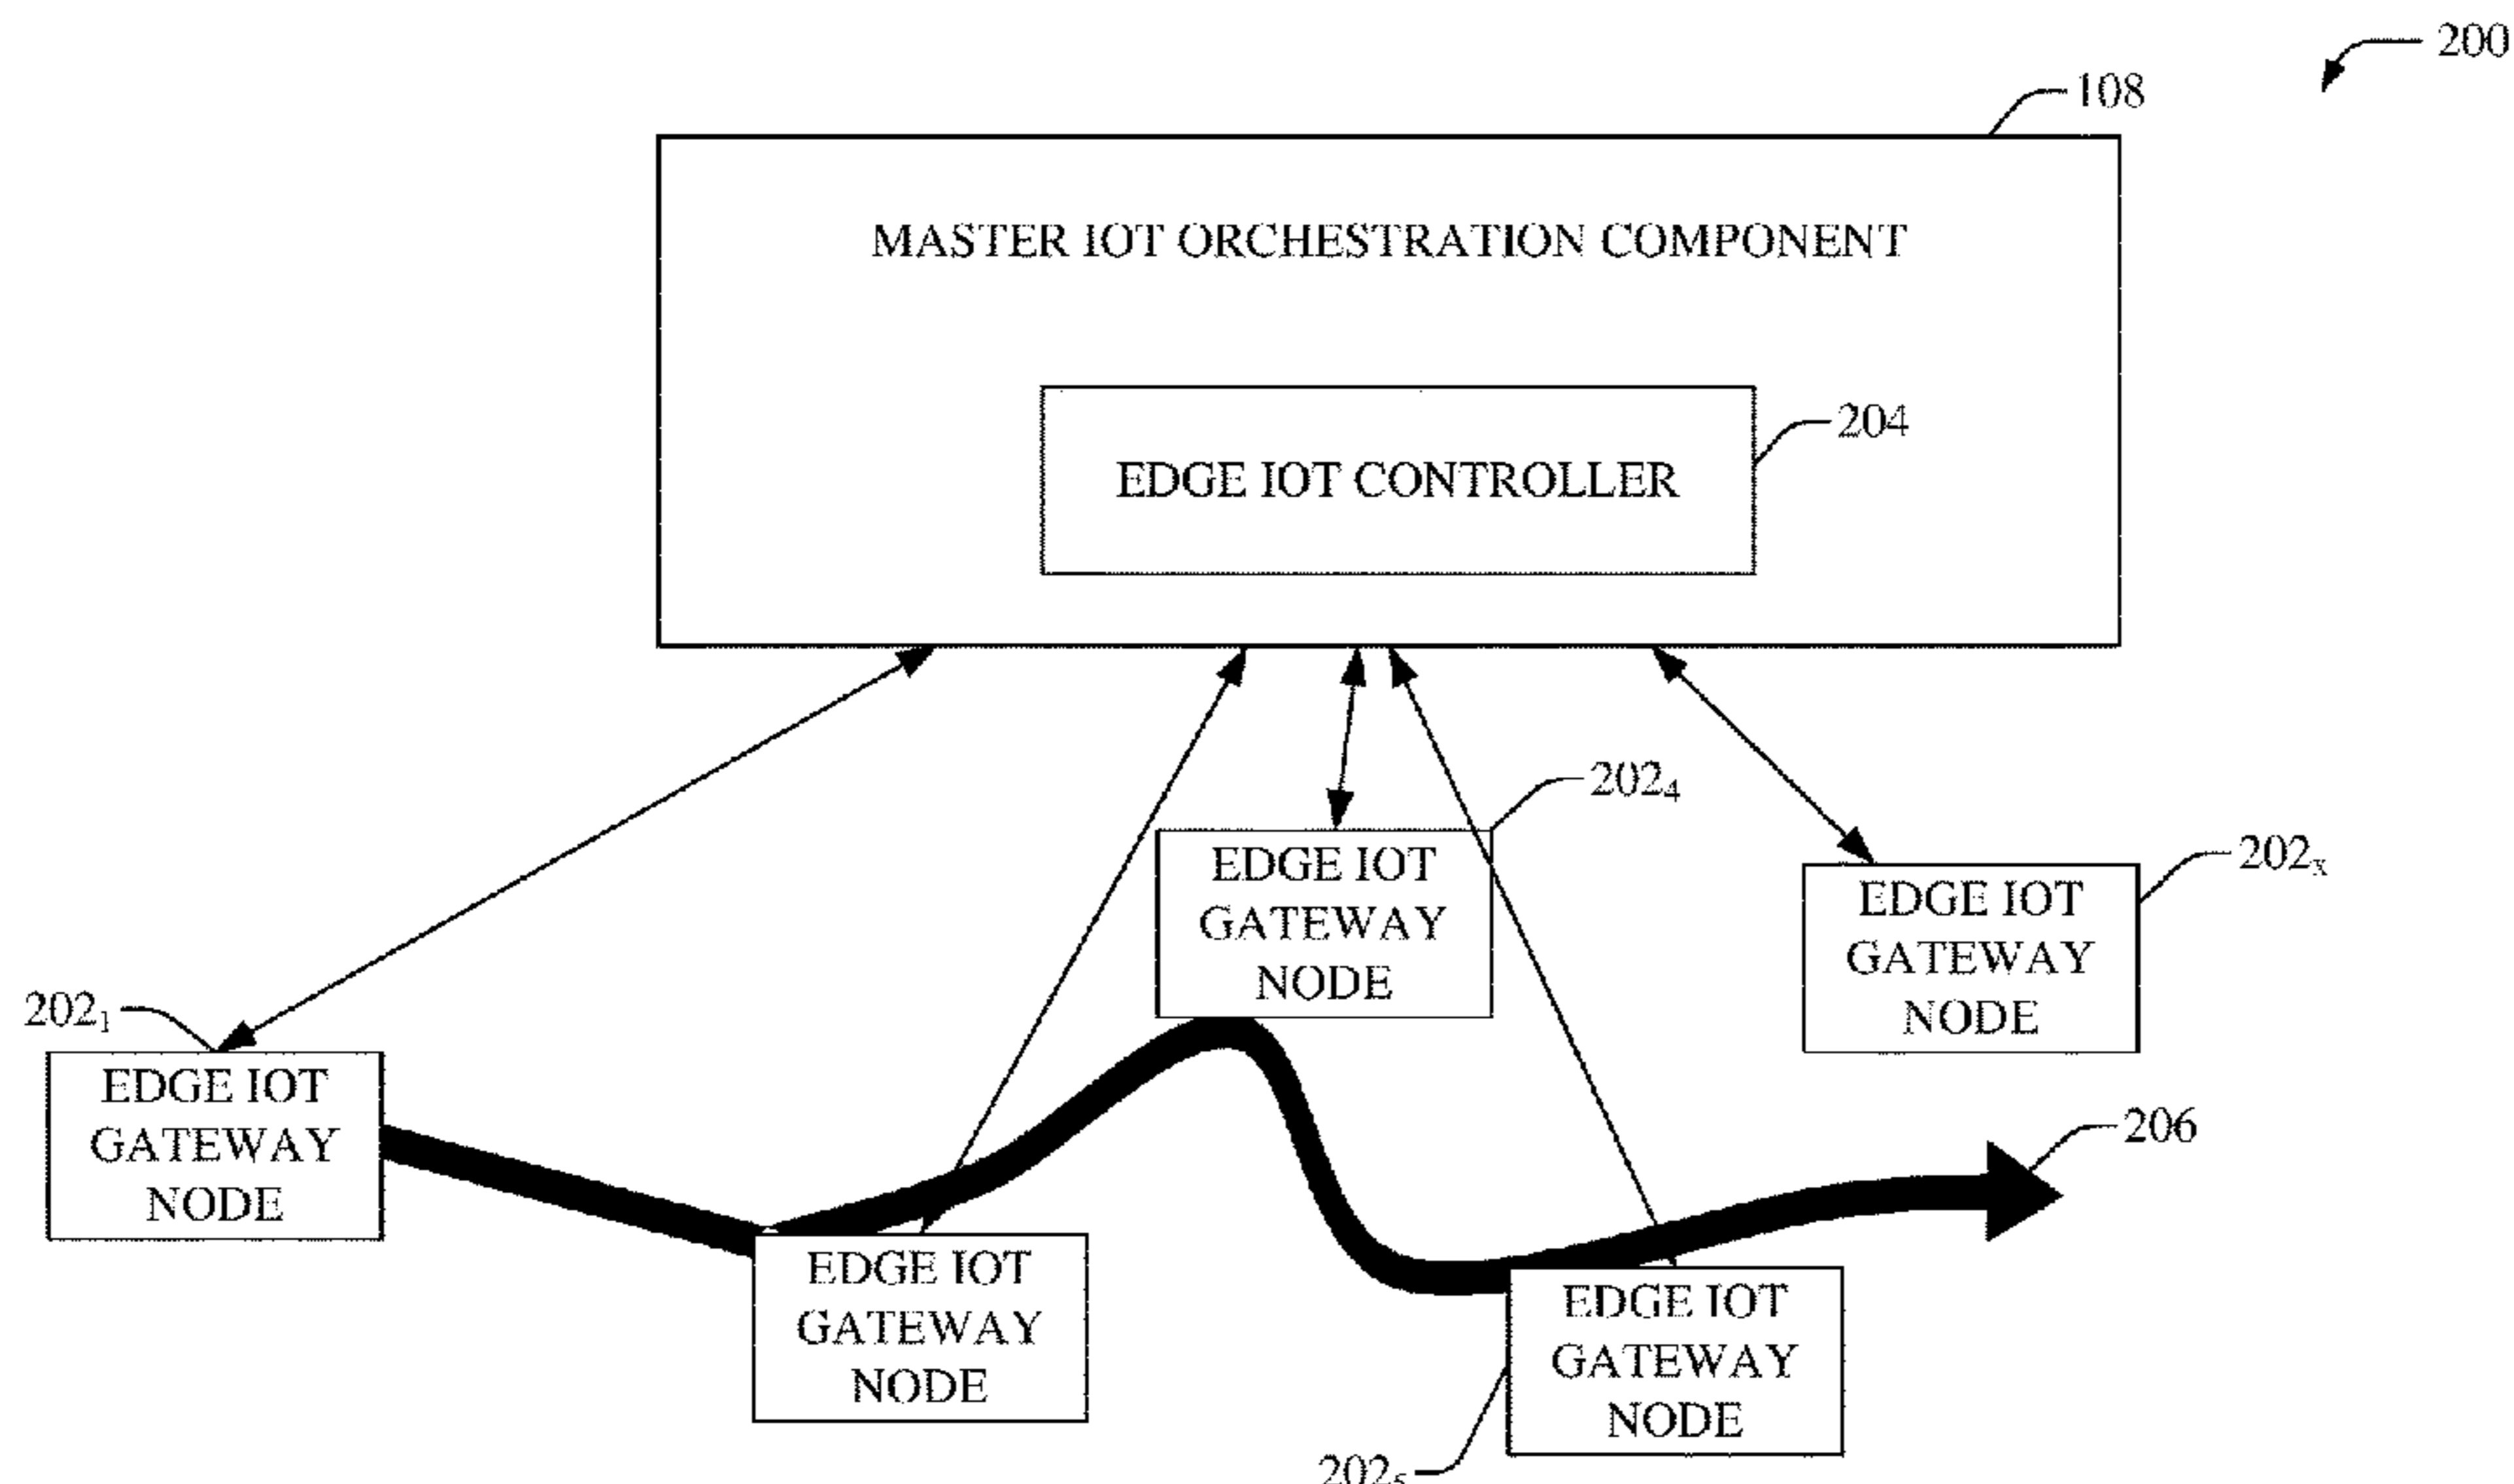 200
108
MASTER IOT ORCHESTRATION COMPONENT
204
EDGE IOT CONTROLLER
202₄
EDGE IOT
GATEWAY
NODE
202ₓ
EDGE IOT
GATEWAY
NODE
202₁
EDGE IOT
GATEWAY
NODE
206
EDGE IOT
GATEWAY
NODE
EDGE IOT
GATEWAY
NODE
202₅